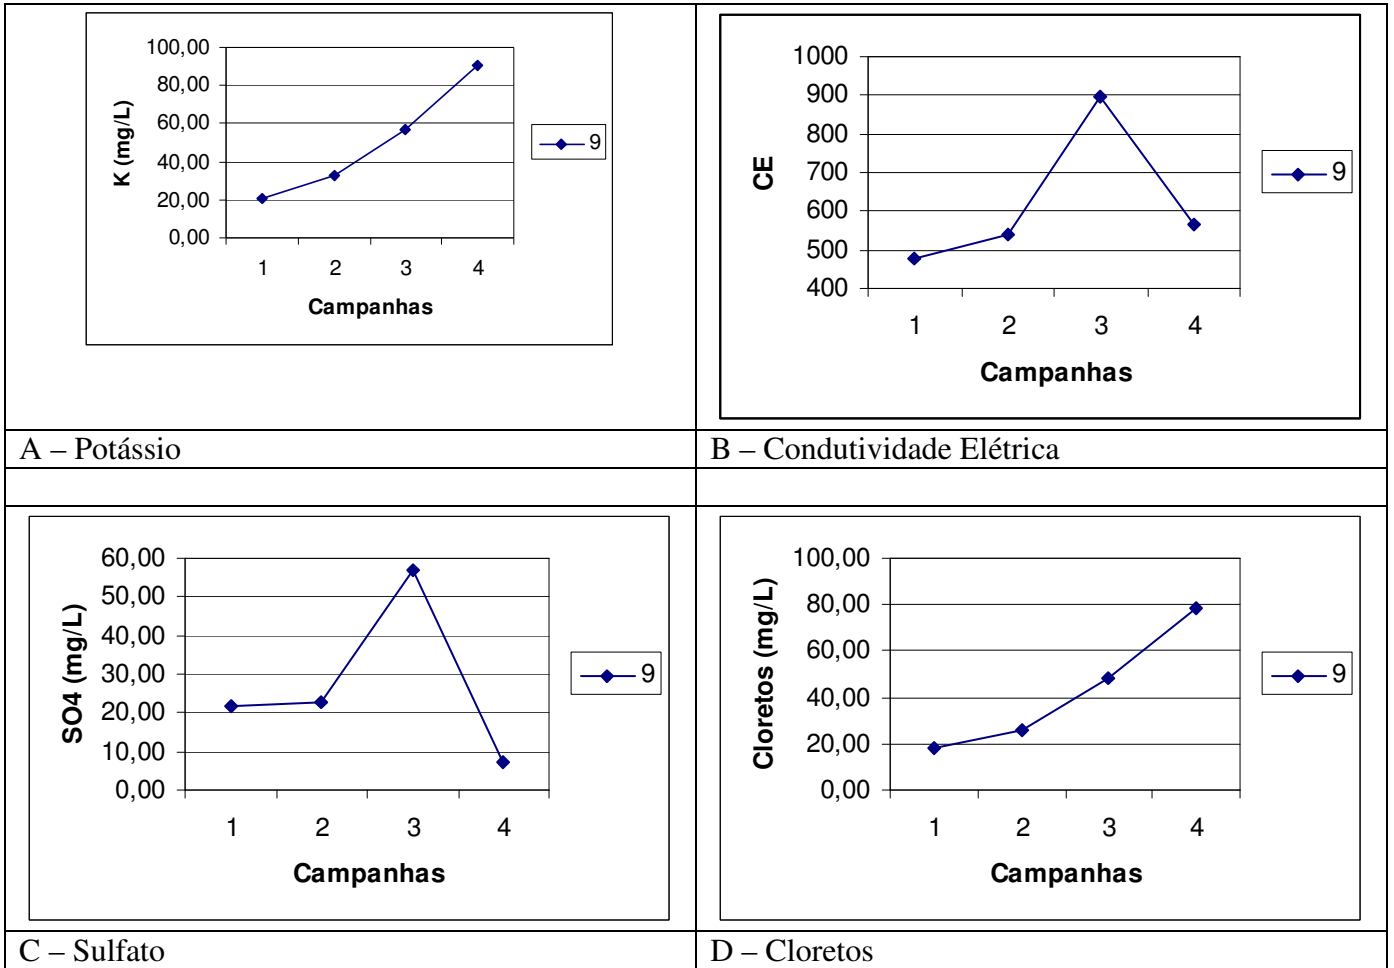 100,00
80,00
60,00
40,00
20,00
0,00
K (mg/L)
1 2 3 4
Campanhas
9
A – Potássio
1000
900
800
700
600
500
400
CE
1 2 3 4
Campanhas
9
B – Condutividade Elétrica
60,00
50,00
40,00
30,00
20,00
10,00
0,00
SO4 (mg/L)
1 2 3 4
Campanhas
9
C – Sulfato
100,00
80,00
60,00
40,00
20,00
0,00
Cloretos (mg/L)
1 2 3 4
Campanhas
9
D – Cloretos